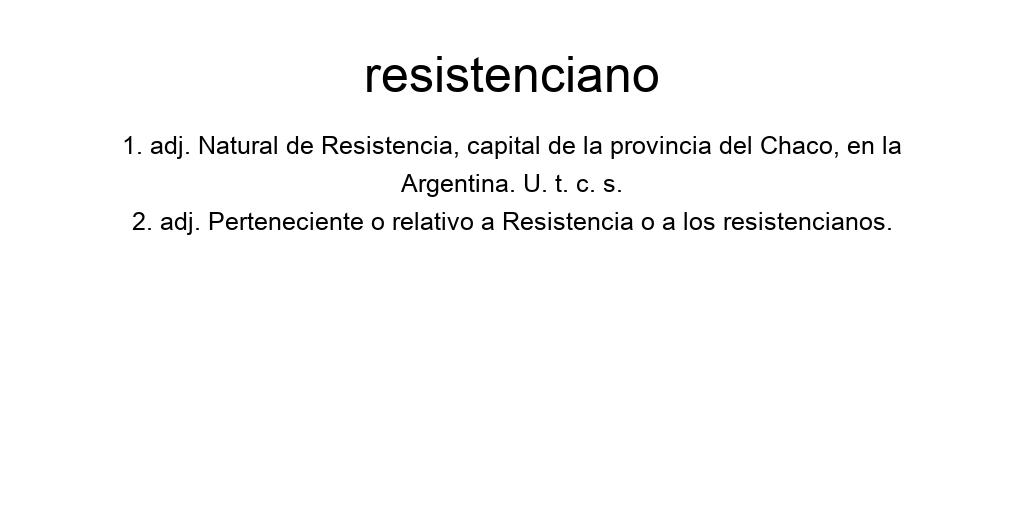 resistenciano
1. adj. Natural de Resistencia, capital de la provincia del Chaco, en la
Argentina. U. t. c. s.
2. adj. Perteneciente o relativo a Resistencia o a los resistencianos.